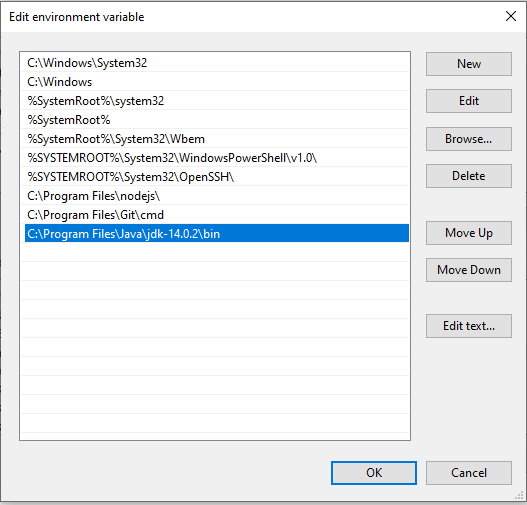 Edit environment variable
C:\Windows\System32
C:\Windows
%SystemRoot%\system32
%SystemRoot%
%SystemRoot%\System32\Wbem
%SYSTEMROOT%\System32\WindowsPowerShell\v1.0\
%SYSTEMROOT%\System32\OpenSSH\
C:\Program Files\nodejs\
C:\Program Files\Git\cmd
C:\Program Files\Java\jdk-14.0.2\bin
New
Edit
Browse...
Delete
Move Up
Move Down
Edit text...
OK
Cancel